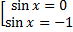 sin x = 0
sin x = −1